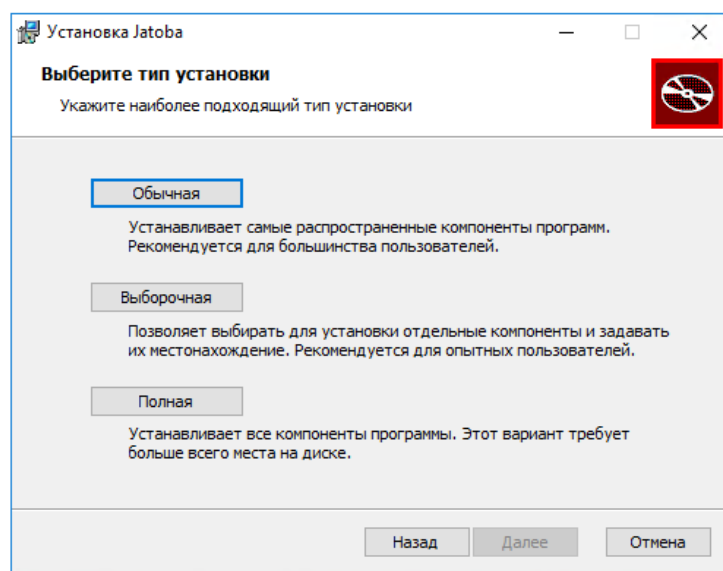 Установка Jatoba
Выберите тип установки
Укажите наиболее подходящий тип установки
Обычная
Устанавливает самые распространенные компоненты программ.
Рекомендуется для большинства пользователей.
Выборочная
Позволяет выбирать для установки отдельные компоненты и задавать
их местонахождение. Рекомендуется для опытных пользователей.
Полная
Устанавливает все компоненты программы. Этот вариант требует
больше всего места на диске.
Назад Далее Отмена